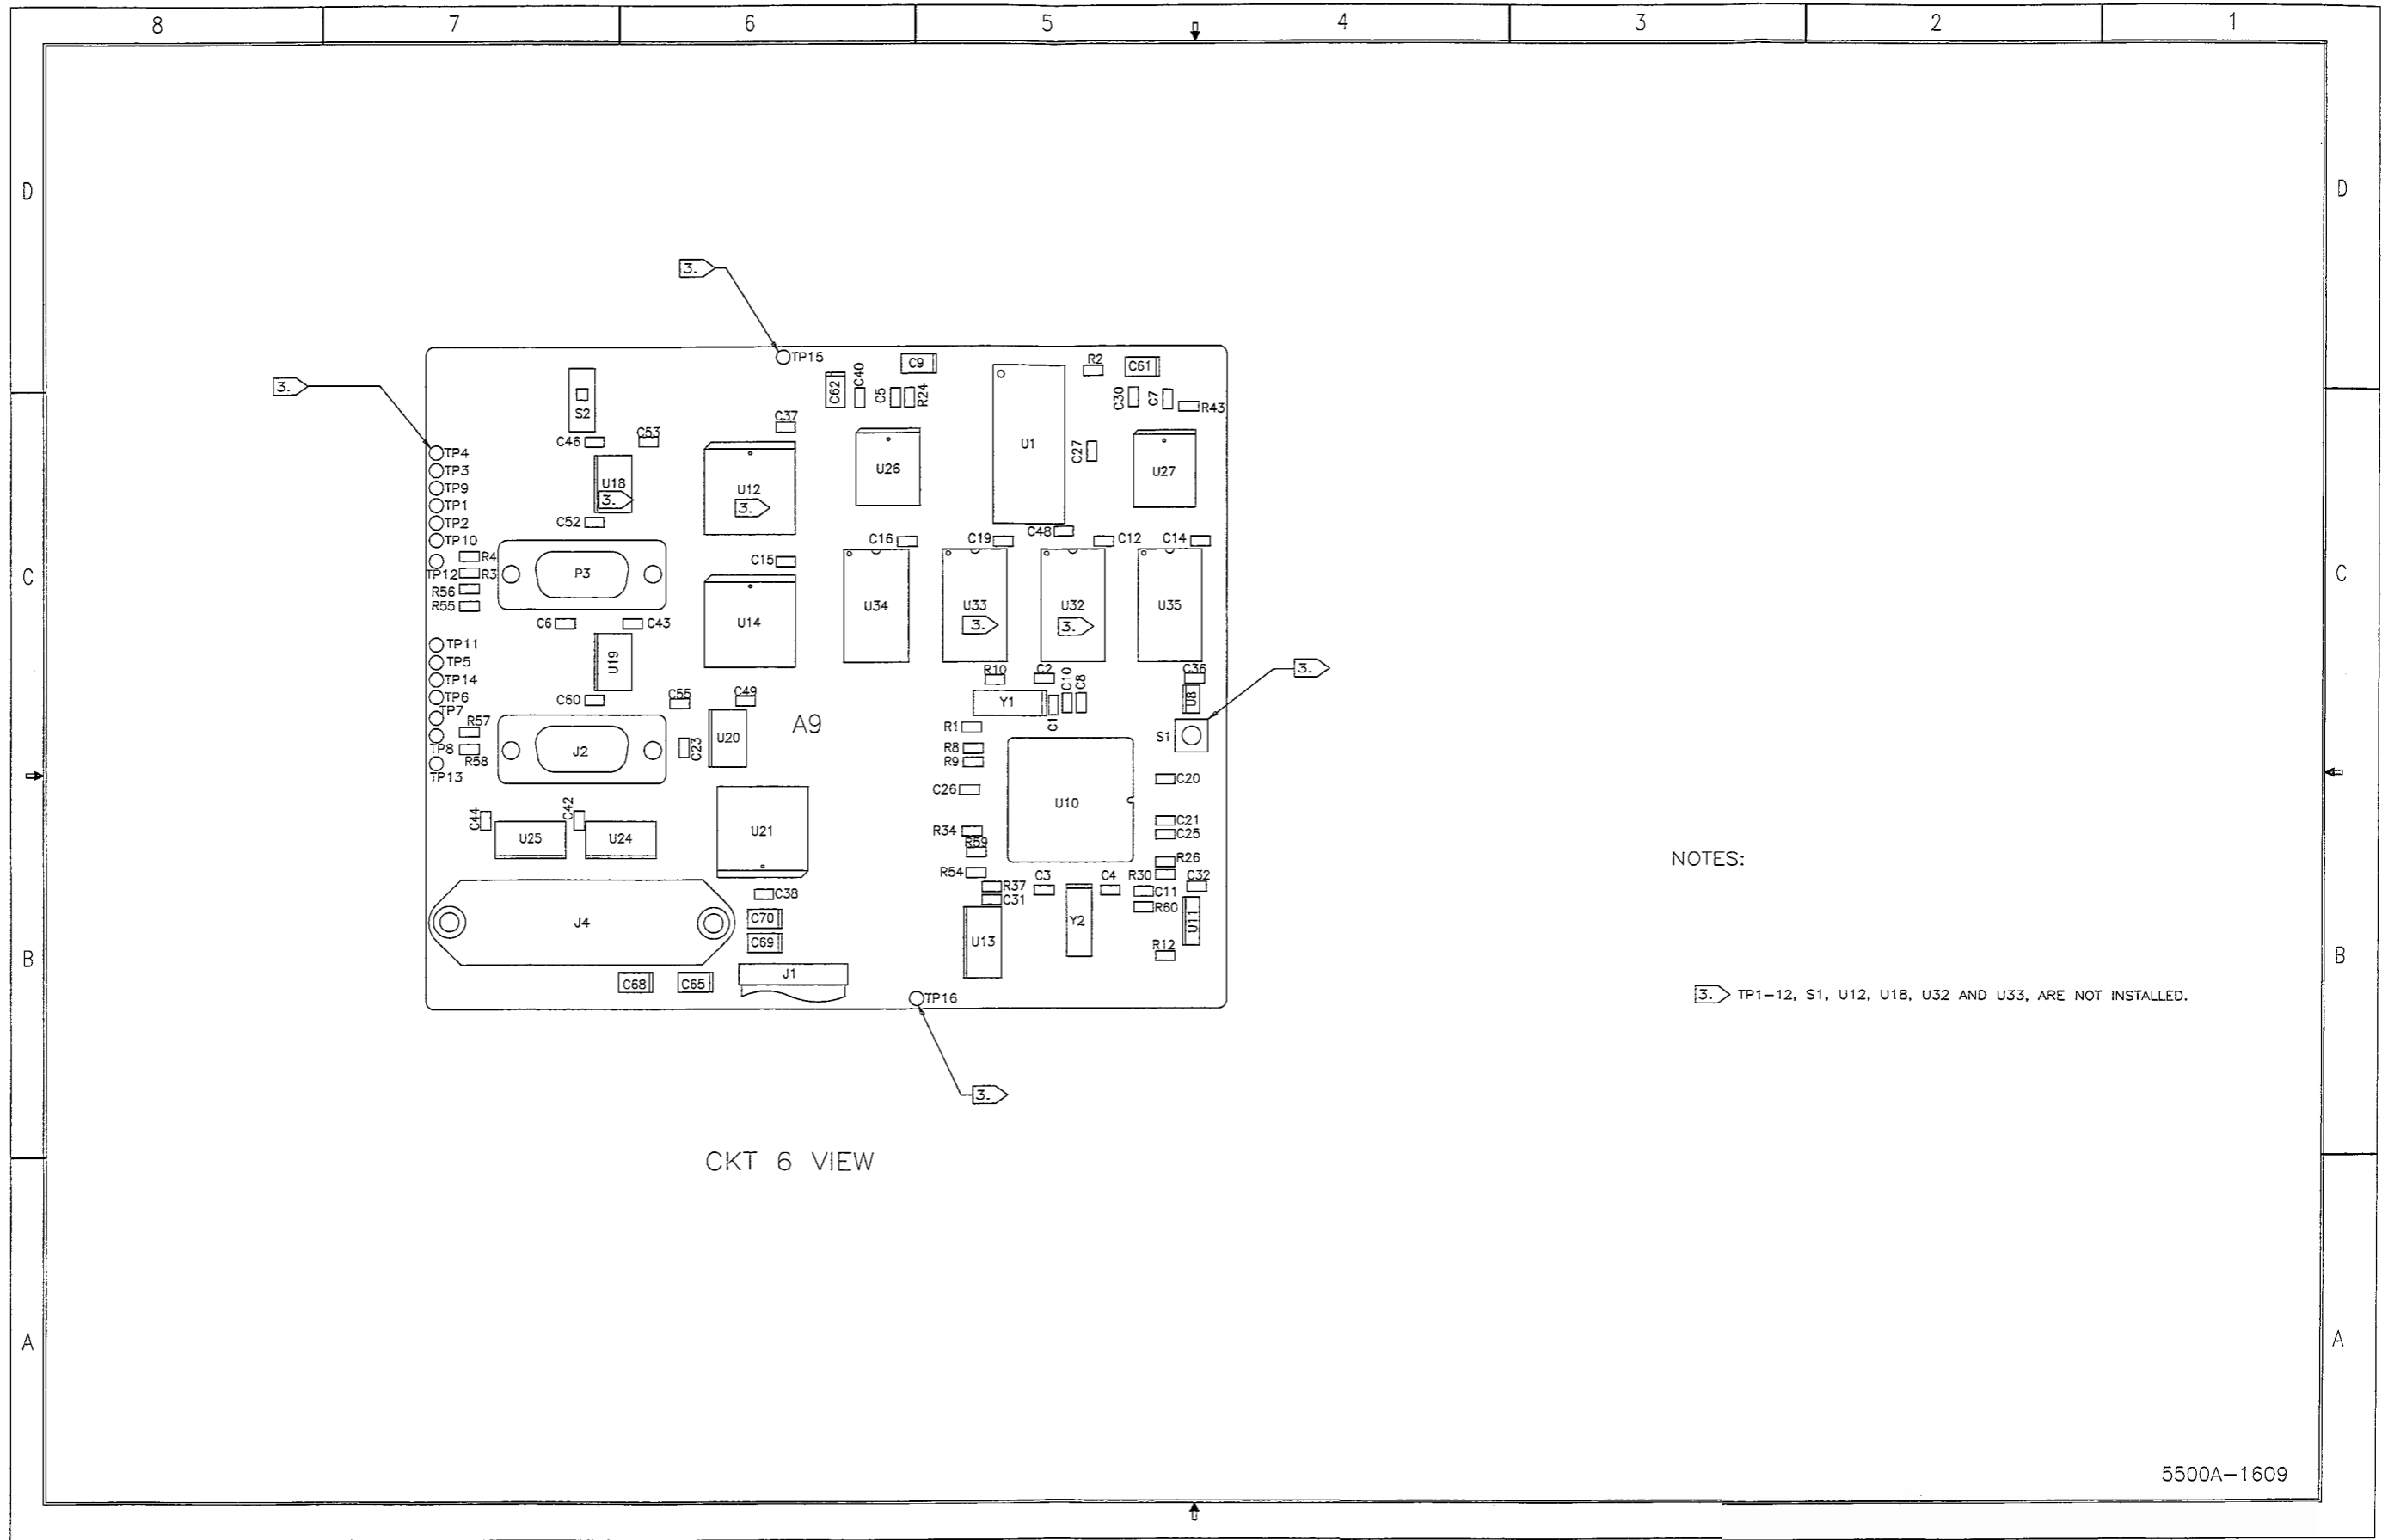 8 7 6 5 4 3 2 1
D D
3.
TP15
C9
R2
C61
3.
C62
C40
C5
R24
C30
C7
R43
S2
C37
C46
C53
TP4
TP3
TP9
TP1
TP2
TP10
U18
3.
U12
3.
U26
U1
C27
U27
C52
C48
C16
C19
C12
C14
R4
TP12
R3
R56
R55
P3
C15
C C
U34
U33
3.
U32
3.
U35
U14
C6
C43
TP11
TP5
TP14
TP6
TP7
U19
3.
R10
C2
C10
C8
C36
C60
C55
C49
Y1
C1
U8
A9
R57
TP8
R58
TP13
J2
C23
U20
R1
R8
R9
S1
C20
C26
U10
C44
C42
U25
U24
U21
R34
R59
C21
C25
NOTES:
R54
R37
C31
C3
C4
R26
R30
C11
C32
R60
C38
C70
C69
J4
U13
Y2
U11
R12
B B
J1
C68
C65
TP16
3. TP1-12, S1, U12, U18, U32 AND U33, ARE NOT INSTALLED.
3.
CKT 6 VIEW
A A
5500A-1609